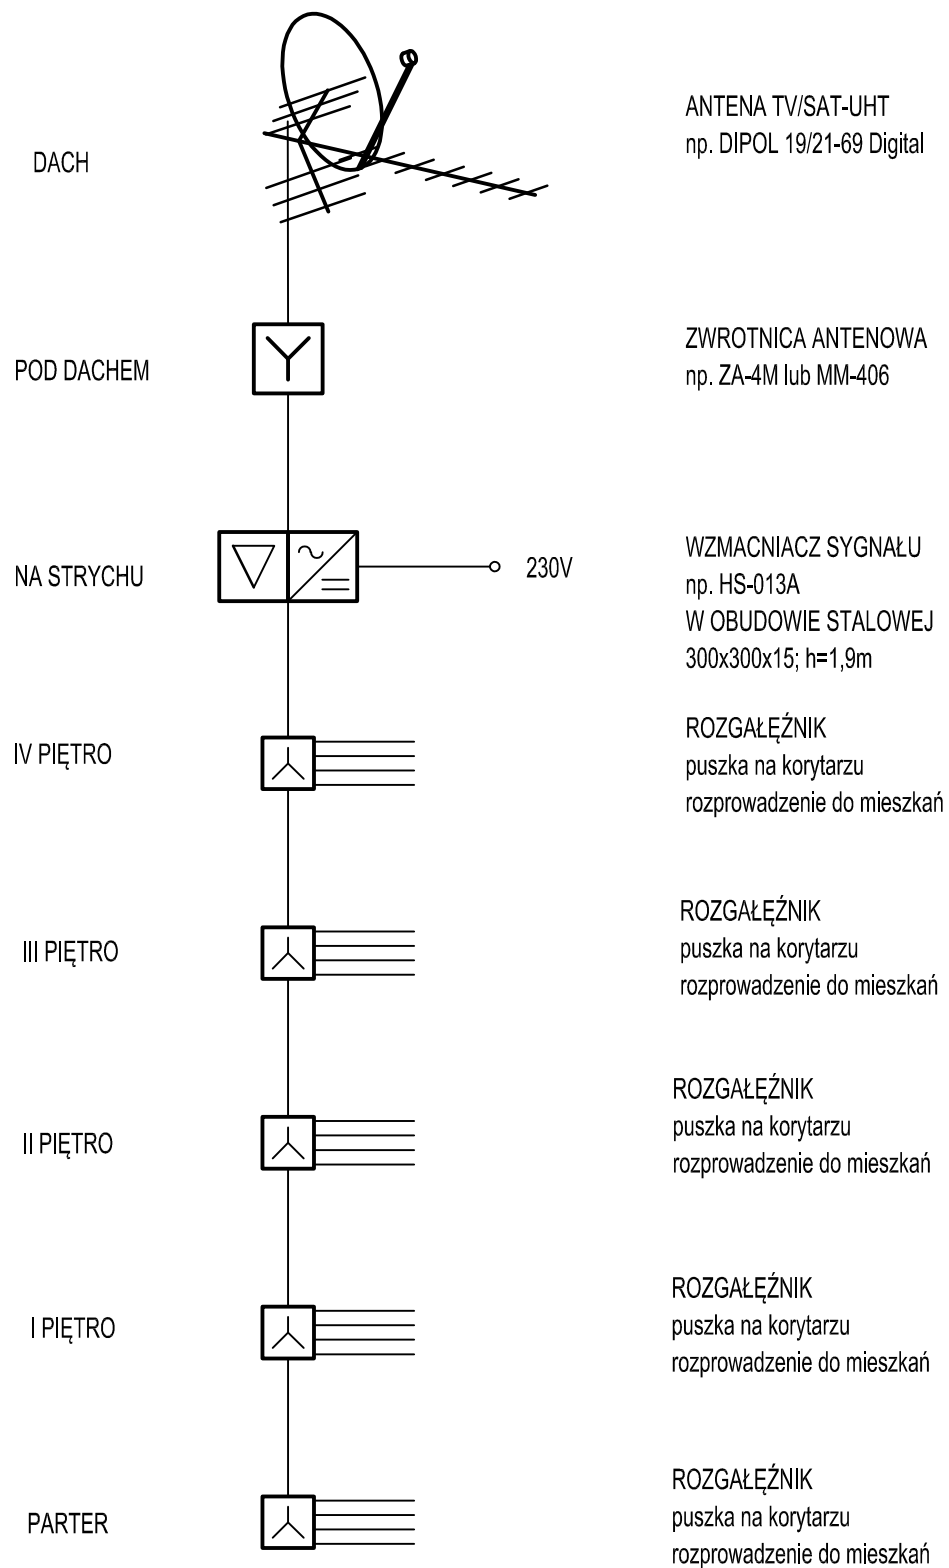 DACH
ANTENA TV/SAT-UHT
np. DIPOL 19/21-69 Digital
POD DACHEM
ZWROTNICA ANTENOWA
np. ZA-4M lub MM-406
NA STRYCHU
230V
WZMACNIACZ SYGNAŁU
np. HS-013A
W OBUDOWIE STALOWEJ
300x300x15; h=1,9m
IV PIĘTRO
ROZGAŁĘŹNIK
puszka na korytarzu
rozprowadzenie do mieszkań
III PIĘTRO
ROZGAŁĘŹNIK
puszka na korytarzu
rozprowadzenie do mieszkań
II PIĘTRO
ROZGAŁĘŹNIK
puszka na korytarzu
rozprowadzenie do mieszkań
I PIĘTRO
ROZGAŁĘŹNIK
puszka na korytarzu
rozprowadzenie do mieszkań
PARTER
ROZGAŁĘŹNIK
puszka na korytarzu
rozprowadzenie do mieszkań